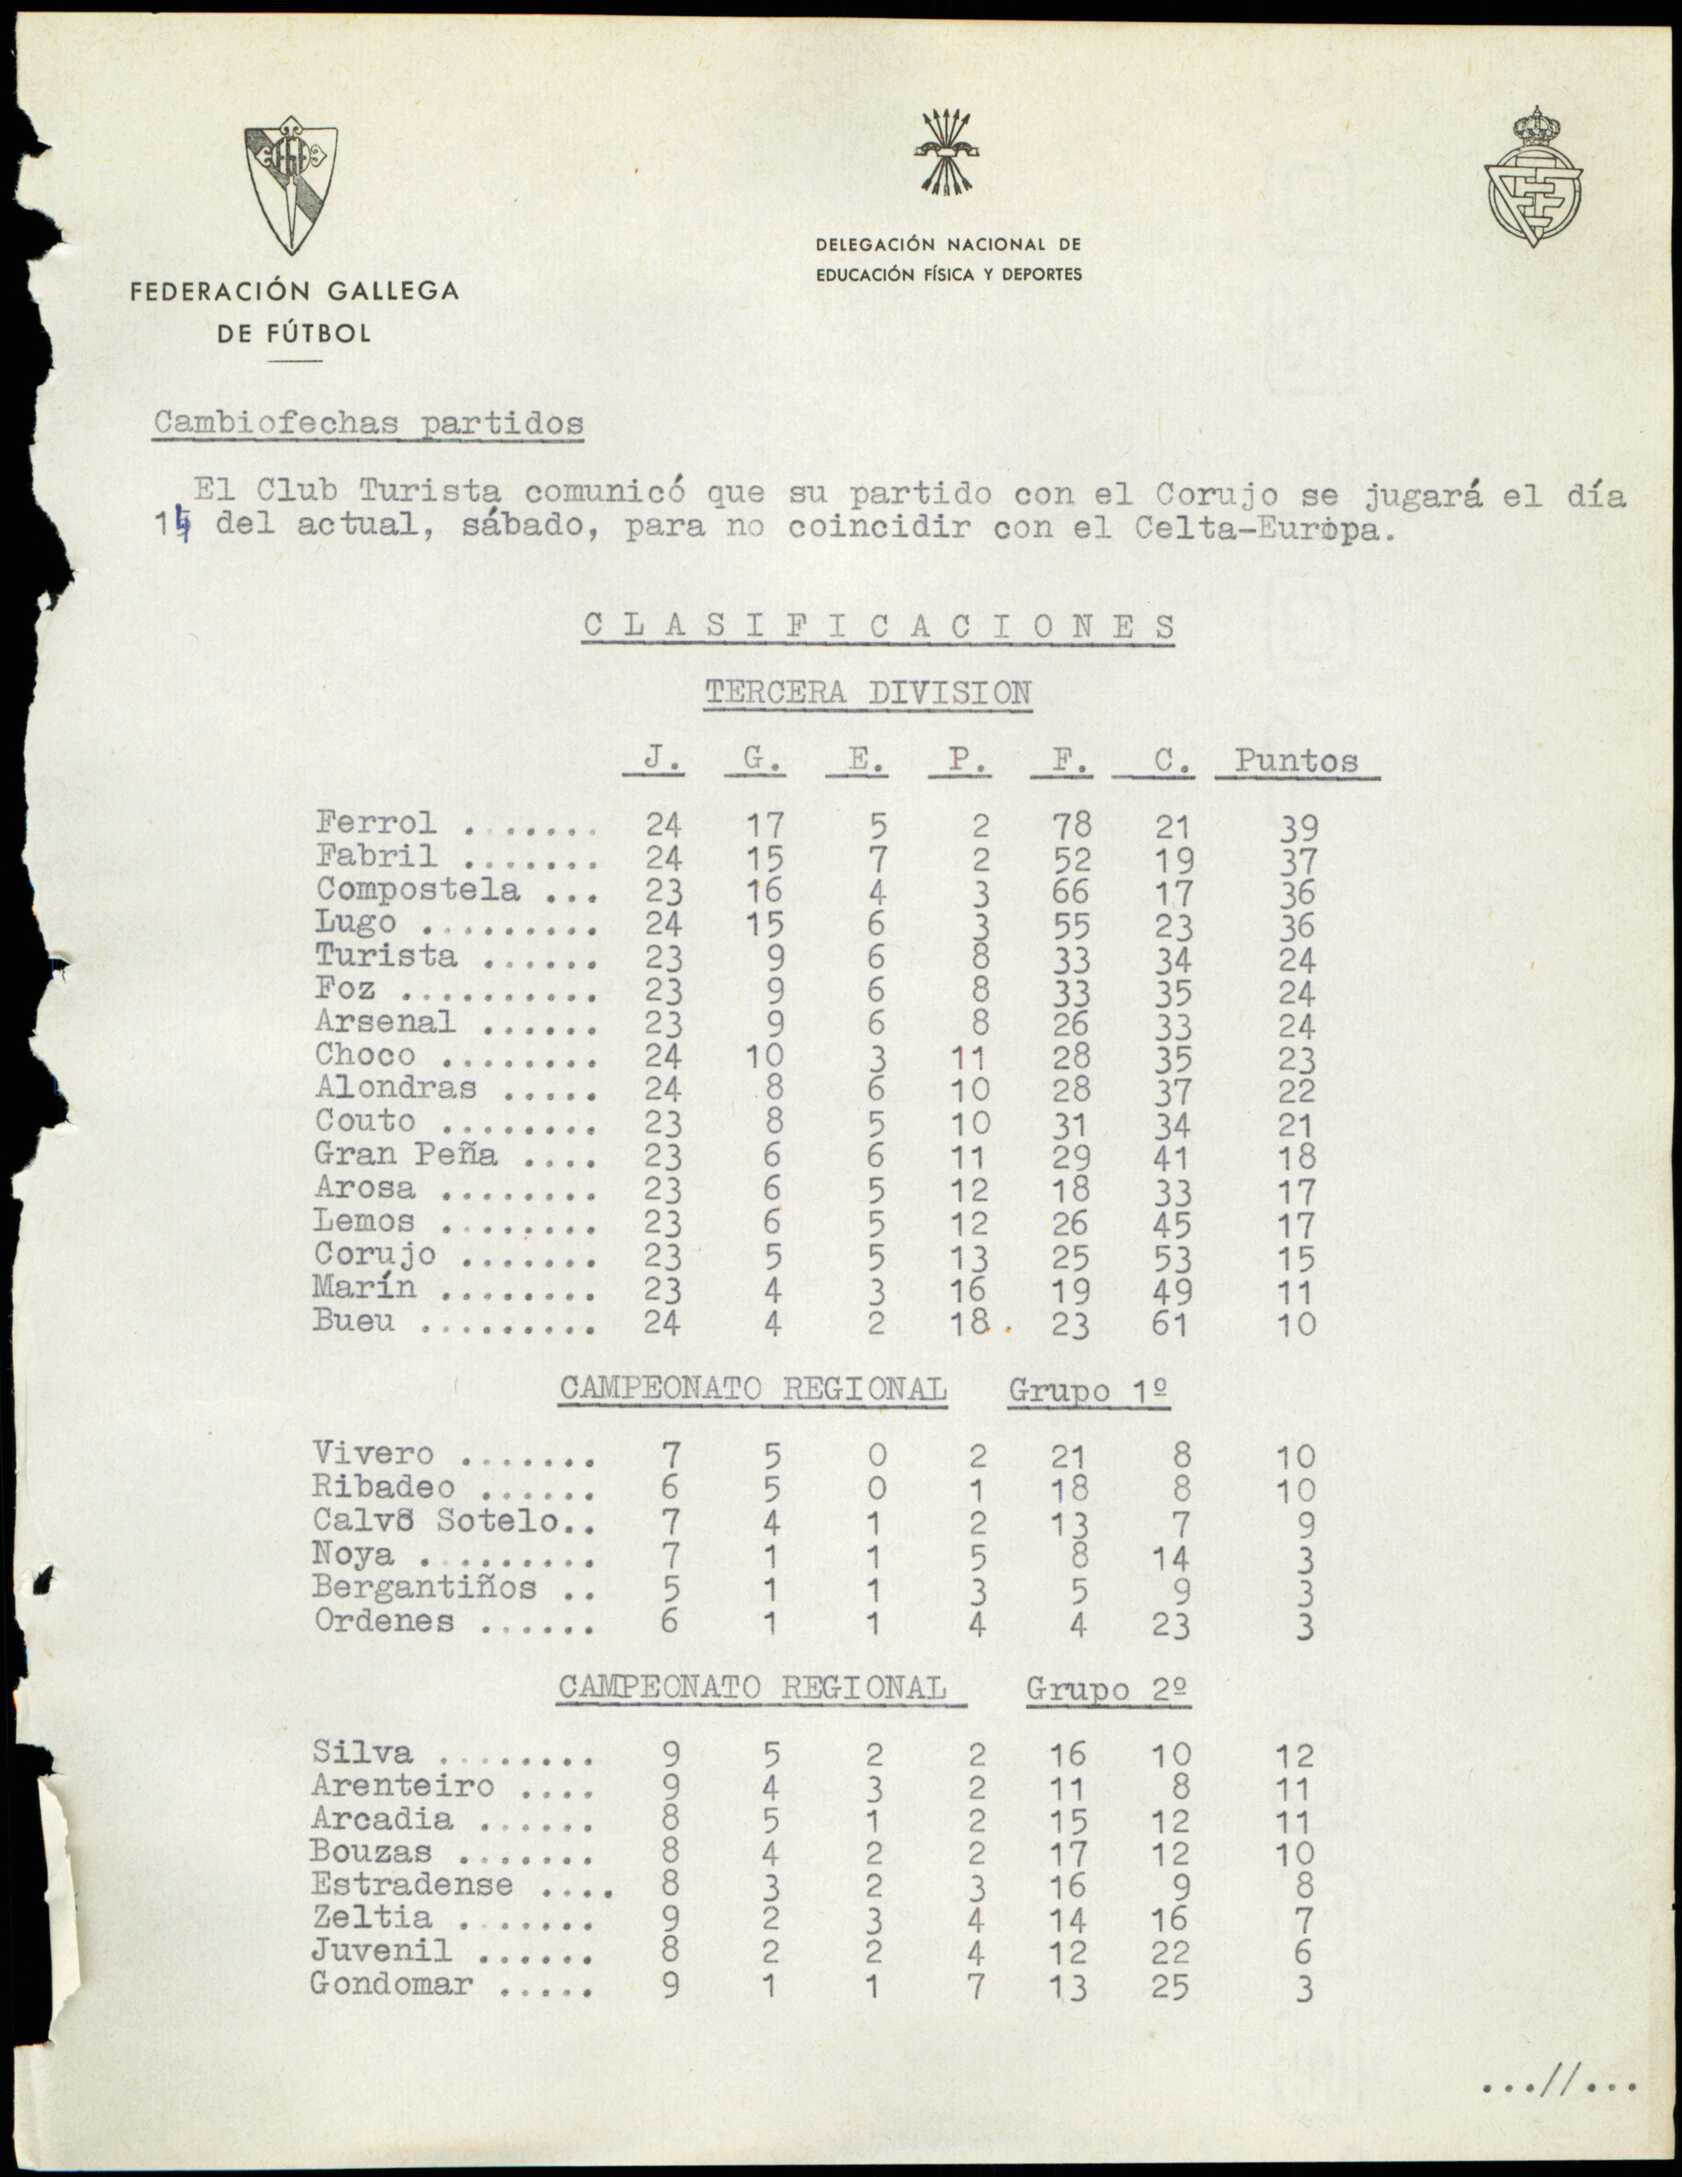 FEDERACIÓN GALLEGA
DE FÚTBOL
DELEGACIÓN NACIONAL DE
EDUCACIÓN FÍSICA Y DEPORTES
Cambiofechas partidos
El Club Turista comunicó que su partido con el Corujo se jugará el día
14 del actual, sábado, para no coincidir con el Celta-Europa.
C L A S I F I C A C I O N E S
TERCERA DIVISION
J. G. E. P. F. C. Puntos
Ferrol ....... 24 17 5 2 78 21 39
Fabril ....... 24 15 7 2 52 19 37
Compostela ... 23 16 4 3 66 17 36
Lugo ......... 24 15 6 3 55 23 36
Turista ...... 23 9 6 8 33 34 24
Foz .......... 23 9 6 8 33 35 24
Arsenal ...... 23 9 6 8 26 33 24
Choco ........ 24 10 3 11 28 35 23
Alondras ..... 24 8 6 10 28 37 22
Couto ........ 23 8 5 10 31 34 21
Gran Peña .... 23 6 6 11 29 41 18
Arosa ........ 23 6 5 12 18 33 17
Lemos ........ 23 6 5 12 26 45 17
Corujo ....... 23 5 5 13 25 53 15
Marín ........ 23 4 3 16 19 49 11
Bueu ......... 24 4 2 18 23 61 10
CAMPEONATO REGIONAL Grupo 1º
Vivero ....... 7 5 0 2 21 8 10
Ribadeo ...... 6 5 0 1 18 8 10
Calvo Sotelo.. 7 4 1 2 13 7 9
Noya ......... 7 1 1 5 8 14 3
Bergantiños .. 5 1 1 3 5 9 3
Ordenes ...... 6 1 1 4 4 23 3
CAMPEONATO REGIONAL Grupo 2º
Silva ........ 9 5 2 2 16 10 12
Arenteiro .... 9 4 3 2 11 8 11
Arcadia ...... 8 5 1 2 15 12 11
Bouzas ....... 8 4 2 2 17 12 10
Estradense .... 8 3 2 3 16 9 8
Zeltia ....... 9 2 3 4 14 16 7
Juvenil ...... 8 2 2 4 12 22 6
Gondomar ..... 9 1 1 7 13 25 3
...//...